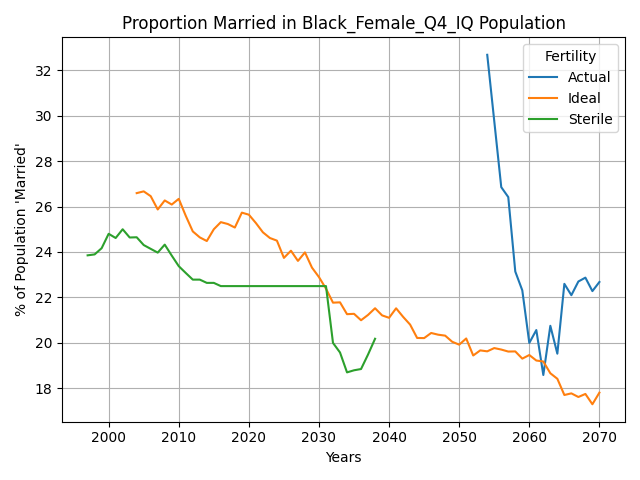 Proportion Married in Black_Female_Q4_IQ Population
Fertility
Actual
Ideal
Sterile
% of Population 'Married'
32
30
28
26
24
22
20
18
2000 2010 2020 2030 2040 2050 2060 2070
Years